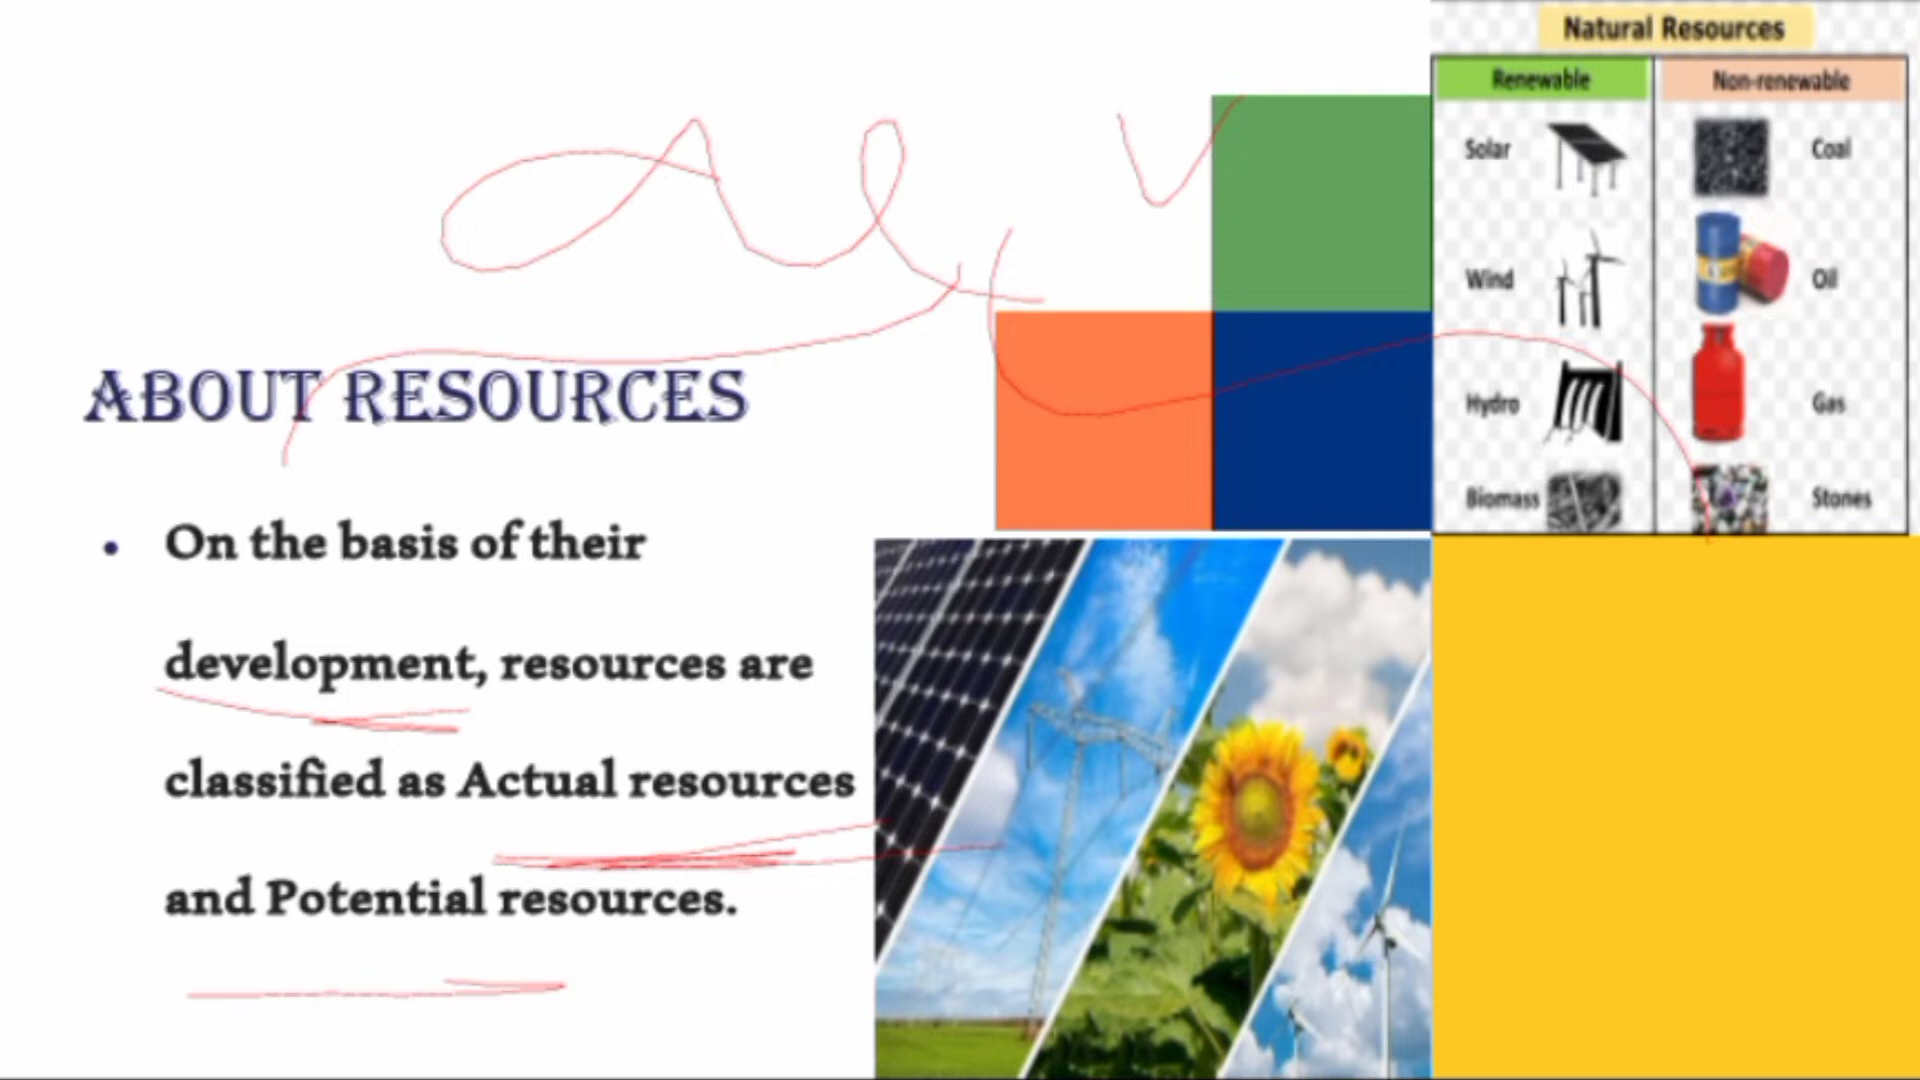 ABOUT RESOURCES
• On the basis of their
development, resources are
classified as Actual resources
and Potential resources.
Natural Resources
Renewable Non-renewable
Solar Coal
Wind Oil
Hydro Gas
Biomass Stones